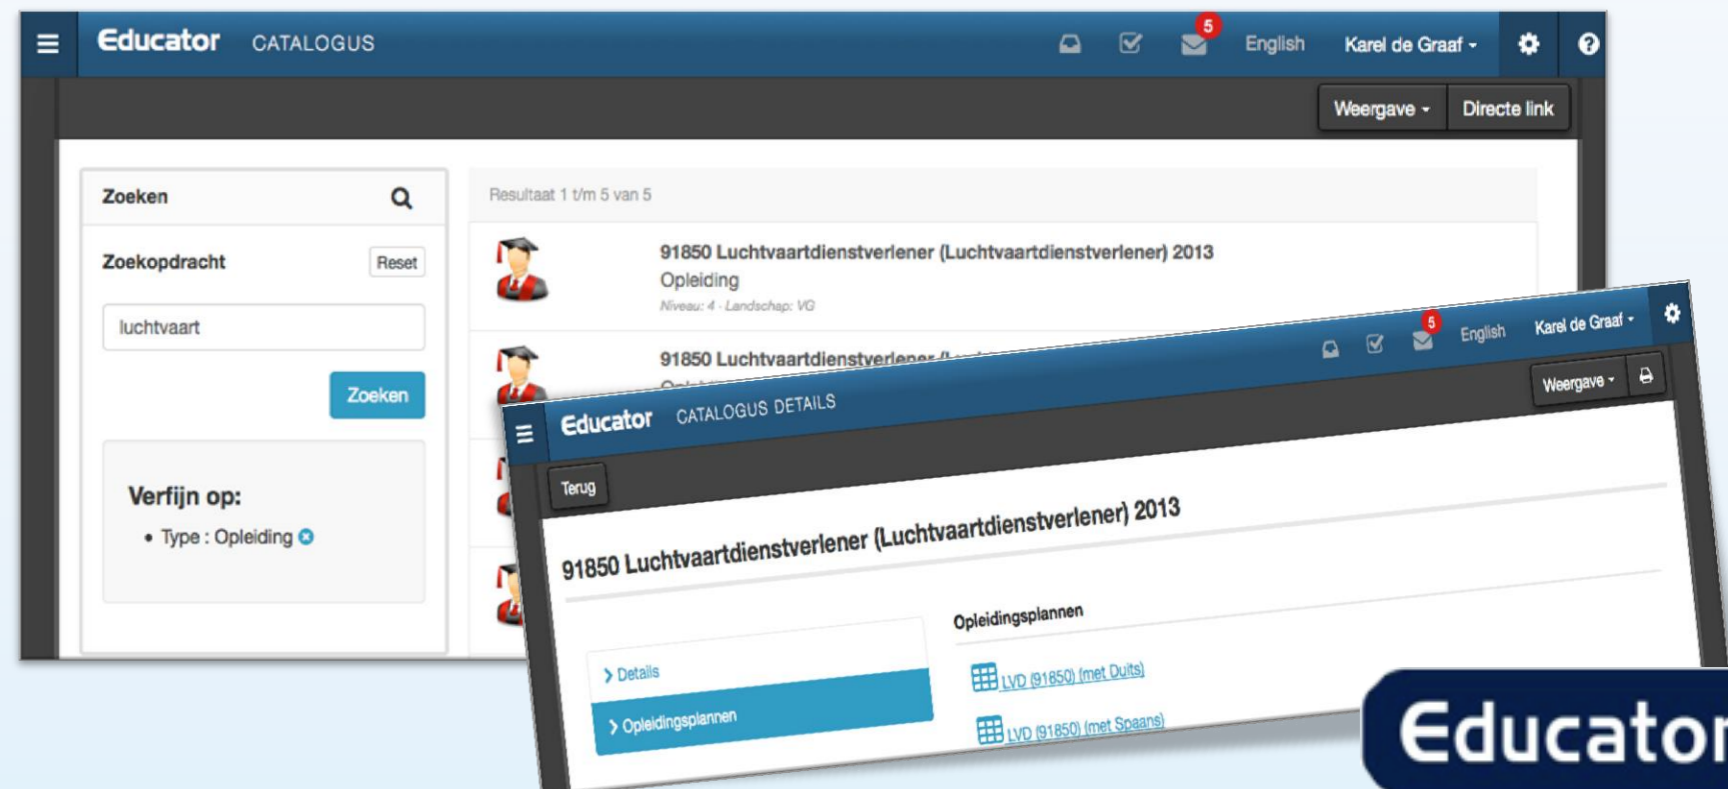 Educator CATALOGUS 5 English Karel de Graaf
Weergave Directe link
Zoeken
Zoekopdracht Reset
luchtvaart
Zoeken
Verfijn op:
• Type : Opleiding
Resultaat 1 t/m 5 van 5
91850 Luchtvaartdienstverlener (Luchtvaartdienstverlener) 2013
Opleiding
Niveau: 4 - Landschap: VG
91850 Luchtvaartdienstverlener
Educator CATALOGUS DETAILS 5 English Karel de Graaf
Terug Weergave
91850 Luchtvaartdienstverlener (Luchtvaartdienstverlener) 2013
Details
Opleidingsplannen
Opleidingsplannen
LVD (91850) (met Duits)
LVD (91850) (met Spaans)
Educator